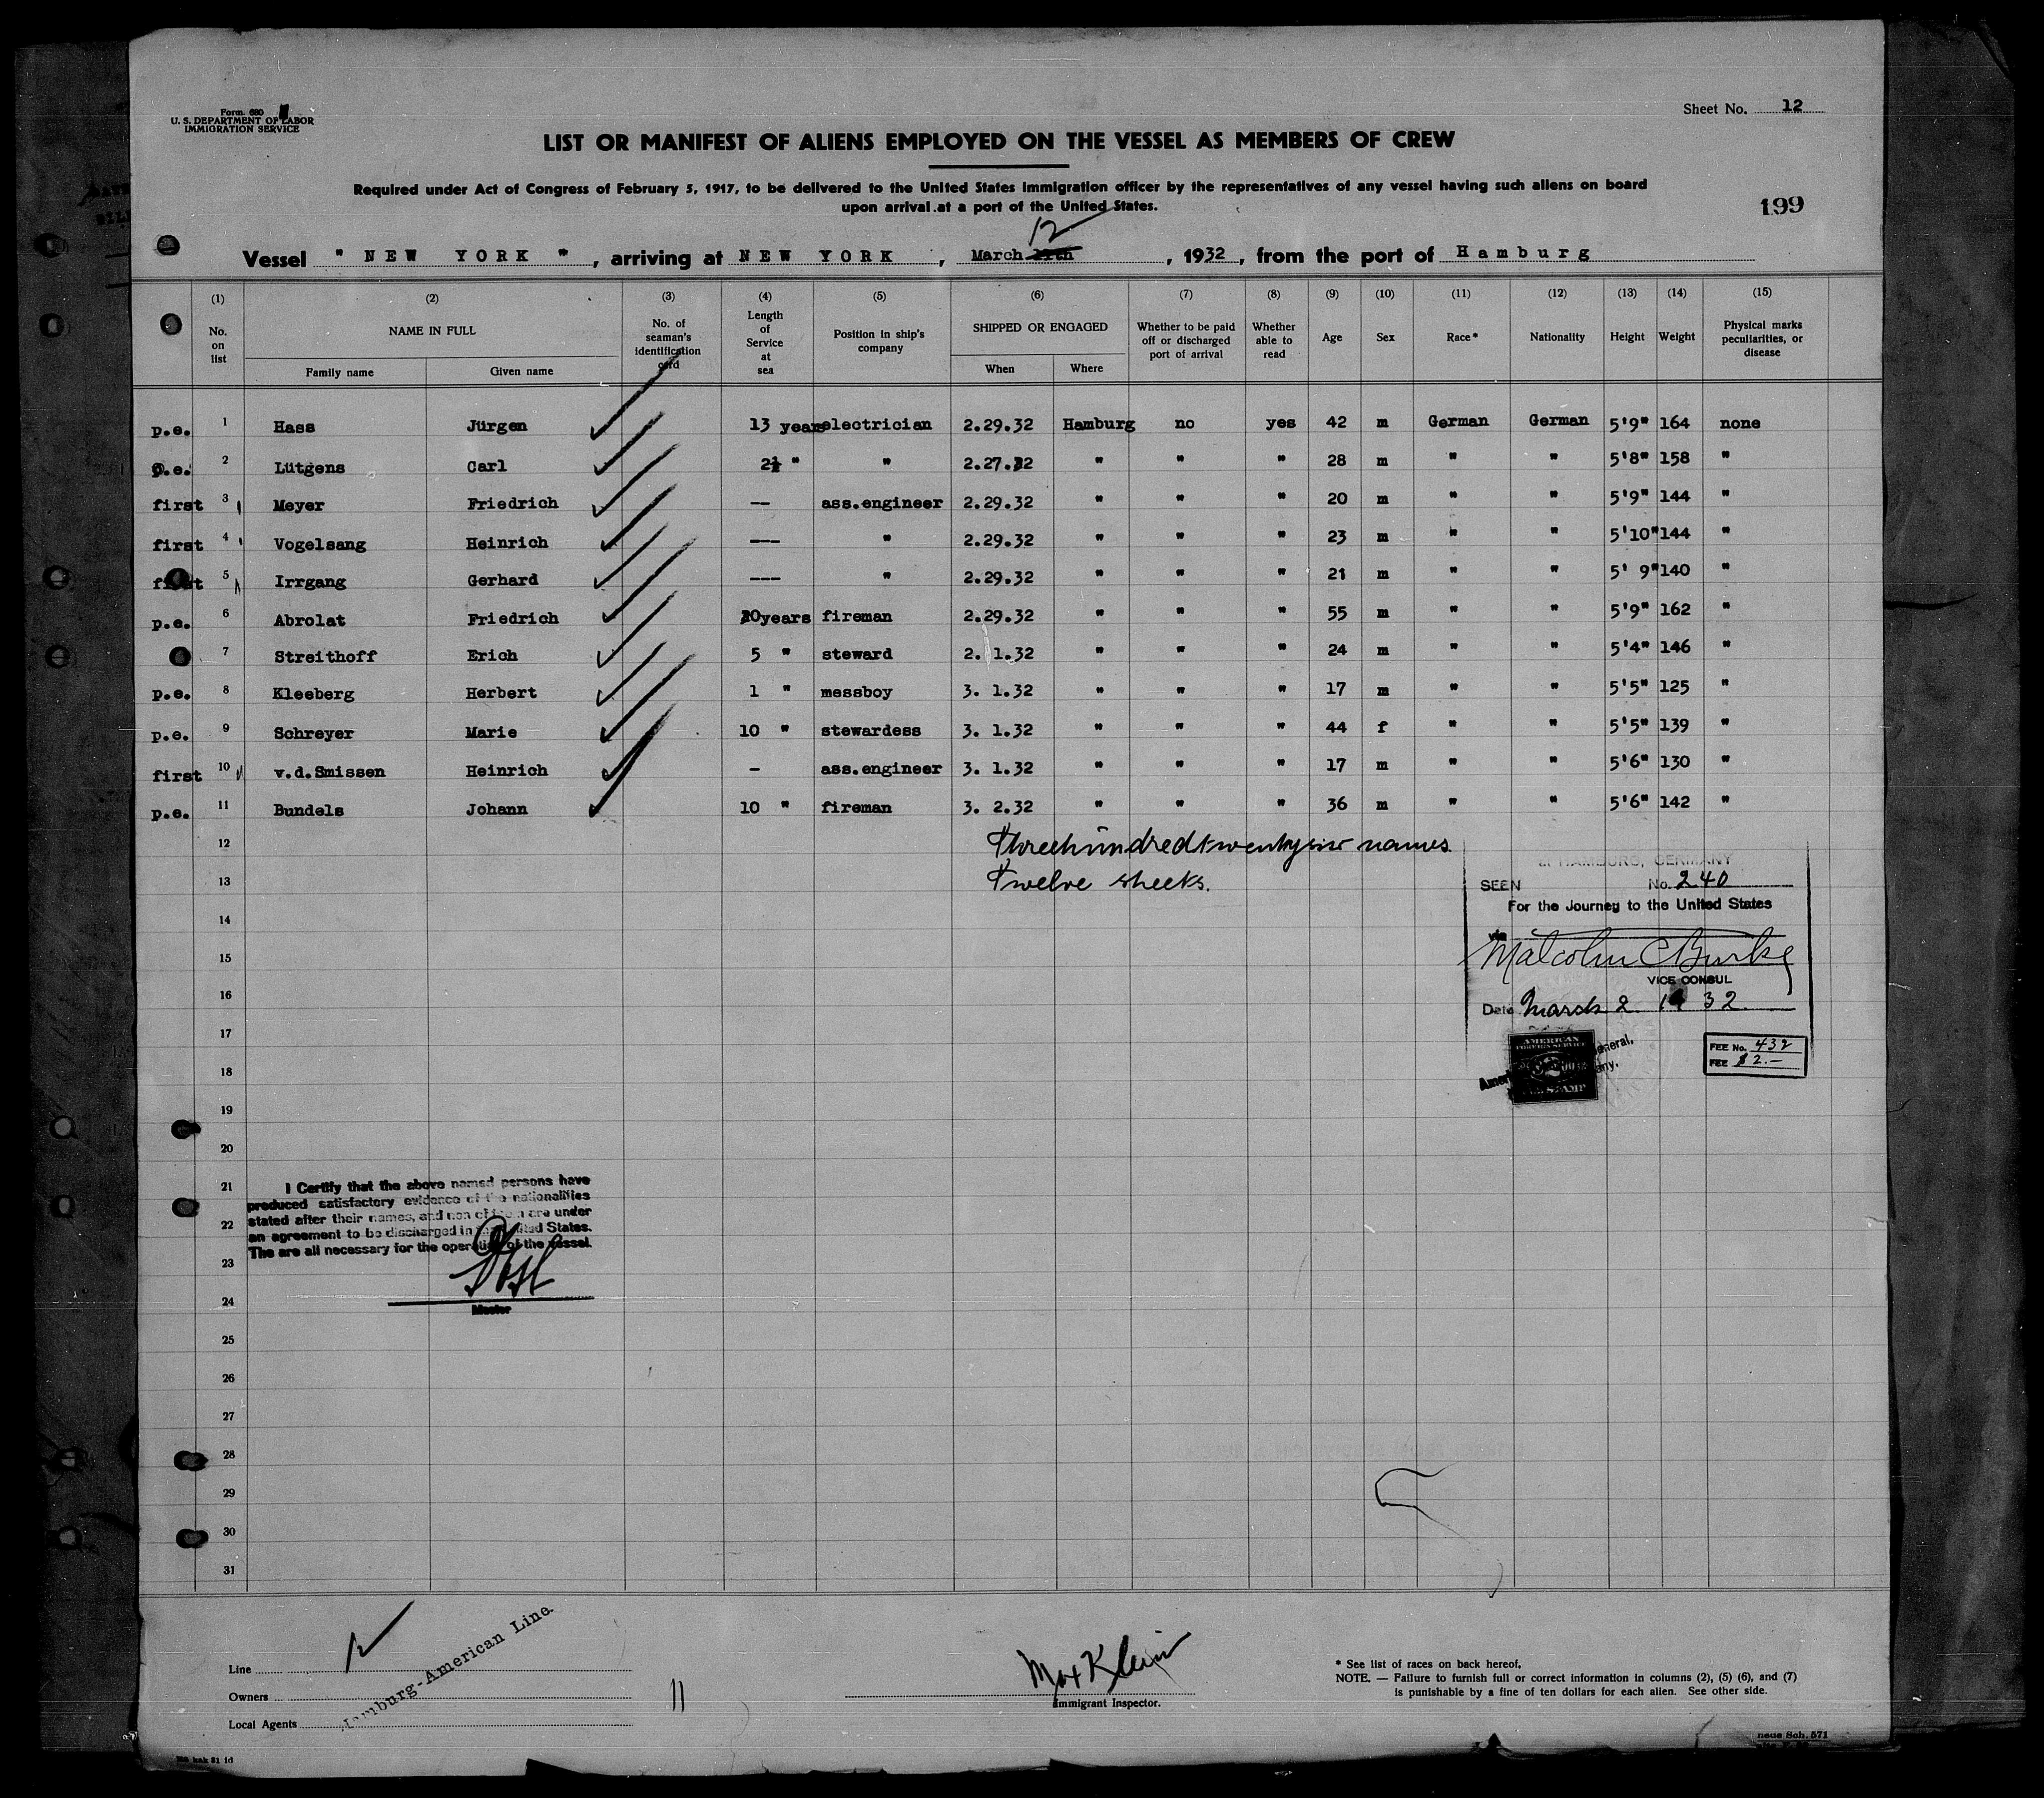 Form 680
U. S. DEPARTMENT OF LABOR
IMMIGRATION SERVICE
Sheet No. 12
LIST OR MANIFEST OF ALIENS EMPLOYED ON THE VESSEL AS MEMBERS OF CREW
Required under Act of Congress of February 5, 1917, to be delivered to the United States Immigration officer by the representatives of any vessel having such aliens on board
upon arrival at a port of the United States.
199
12
Vessel " NEW YORK ", arriving at NEW YORK, March 11th, 1932, from the port of Hamburg
(1) (2) (3) (4) (5) (6) (7) (8) (9) (10) (11) (12) (13) (14) (15)
No. on list
NAME IN FULL
Family name
Given name
No. of seaman's identification card
Length of Service at sea
Position in ship's company
SHIPPED OR ENGAGED
When
Where
Whether to be paid off or discharged port of arrival
Whether able to read
Age
Sex
Race*
Nationality
Height
Weight
Physical marks peculiarities, or disease
p.e. 1 Hass Jürgen 13 years electrician 2.29.32 Hamburg no yes 42 m German German 5'9" 164 none
p.e. 2 Lütgens Carl 2½ " " 2.27.32 " " " 28 m " " 5'8" 158 "
first 3 Meyer Friedrich -- ass.engineer 2.29.32 " " " 20 m " " 5'9" 144 "
first 4 Vogelsang Heinrich --- " 2.29.32 " " " 23 m " " 5'10" 144 "
first 5 Irrgang Gerhard --- " 2.29.32 " " " 21 m " " 5' 9" 140 "
p.e. 6 Abrolat Friedrich 20years fireman 2.29.32 " " " 55 m " " 5'9" 162 "
7 Streithoff Erich 5 " steward 2. 1.32 " " " 24 m " " 5'4" 146 "
p.e. 8 Kleeberg Herbert 1 " messboy 3. 1.32 " " " 17 m " " 5'5" 125 "
p.e. 9 Schreyer Marie 10 " stewardess 3. 1.32 " " " 44 f " " 5'5" 139 "
first 10 v.d.Smissen Heinrich - ass.engineer 3. 1.32 " " " 17 m " " 5'6" 130 "
p.e. 11 Bundels Johann 10 " fireman 3. 2.32 " " " 36 m " " 5'6" 142 "
12
Threehundredtwentysix names
13
Twelve sheets.
at HAMBURG, GERMANY
SEEN No. 240
For the Journey to the United States
14
via
15
Malcolm C Burke
VICE CONSUL
16
Date March 2 1932.
17
AMERICAN
FOREIGN SERVICE
FEE No. 432
FEE $ 2.-
18
19
20
21
I Certify that the above named persons have
produced satisfactory evidence of the nationalities
stated after their names, and non of them are under
22
an agreement to be discharged in the United States.
The are all necessary for the operation of the vessel.
23
24
Master
25
26
27
28
29
30
31
Line
Owners
Local Agents
Hamburg-American Line.
11
Max Klein
Immigrant Inspector.
* See list of races on back hereof.
NOTE. — Failure to furnish full or correct information in columns (2), (5) (6), and (7)
is punishable by a fine of ten dollars for each alien. See other side.
neue Sch. 571